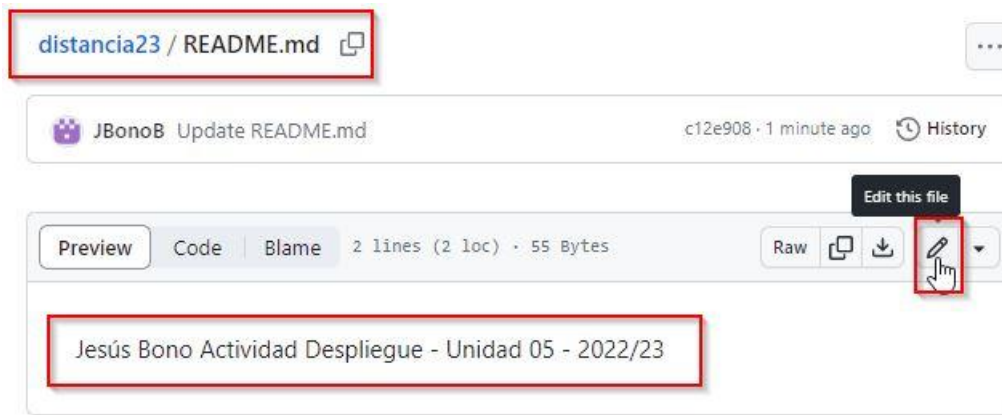 distancia23 / README.md
JBonoB Update README.md c12e908 · 1 minute ago History
Edit this file
Preview Code Blame 2 lines (2 loc) · 55 Bytes Raw
Jesús Bono Actividad Despliegue - Unidad 05 - 2022/23